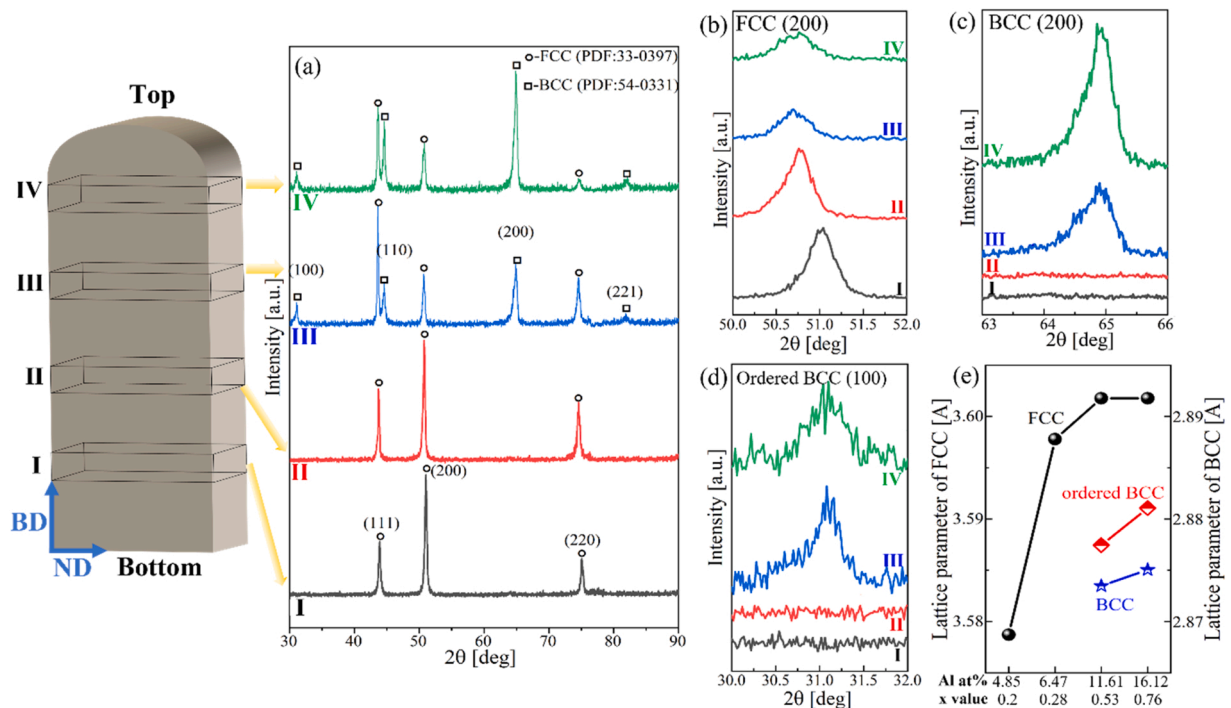 Top
IV
III
II
I
BD
ND
Bottom
(a)
-FCC (PDF:33-0397)
-BCC (PDF:54-0331)
IV
(200)
(110)
(100)
(221)
III
II
(200)
(111)
(220)
I
Intensity [a.u.]
30 40 50 60 70 80 90
2θ [deg]
(b) FCC (200)
IV
III
II
I
Intensity [a.u.]
50.0 50.5 51.0 51.5 52.0
2θ [deg]
(c) BCC (200)
IV
III
II
I
Intensity [a.u.]
63 64 65 66
2θ [deg]
(d) Ordered BCC (100)
IV
III
II
I
Intensity [a.u.]
30.0 30.5 31.0 31.5 32.0
2θ [deg]
(e)
FCC
ordered BCC
BCC
Lattice parameter of FCC [A]
3.60
3.59
3.58
Lattice parameter of BCC [A]
2.89
2.88
2.87
Al at% 4.85 6.47 11.61 16.12
x value 0.2 0.28 0.53 0.76